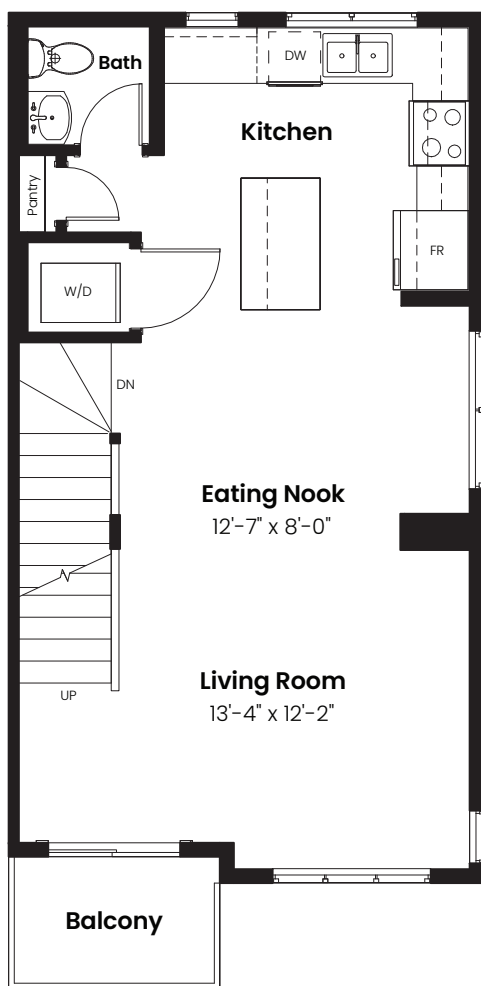 Bath
DW
Kitchen
Pantry
FR
W/D
DN
Eating Nook
12'-7" x 8'-0"
Living Room
13'-4" x 12'-2"
UP
Balcony